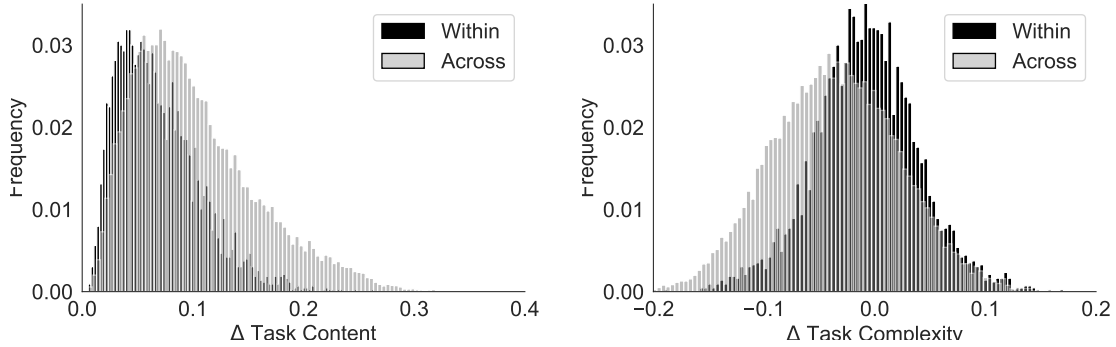 Within
Across
Frequency
0.03
0.02
0.01
0.00
0.0
0.1
0.2
0.3
0.4
Δ Task Content
Within
Across
Frequency
0.03
0.02
0.01
0.00
−0.2
−0.1
0.0
0.1
0.2
Δ Task Complexity